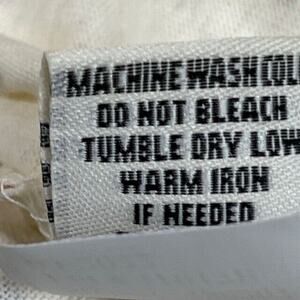 MACHINE WASH COL
DO NOT BLEACH
TUMBLE DRY LOW
WARM IRON
IF NEEDED